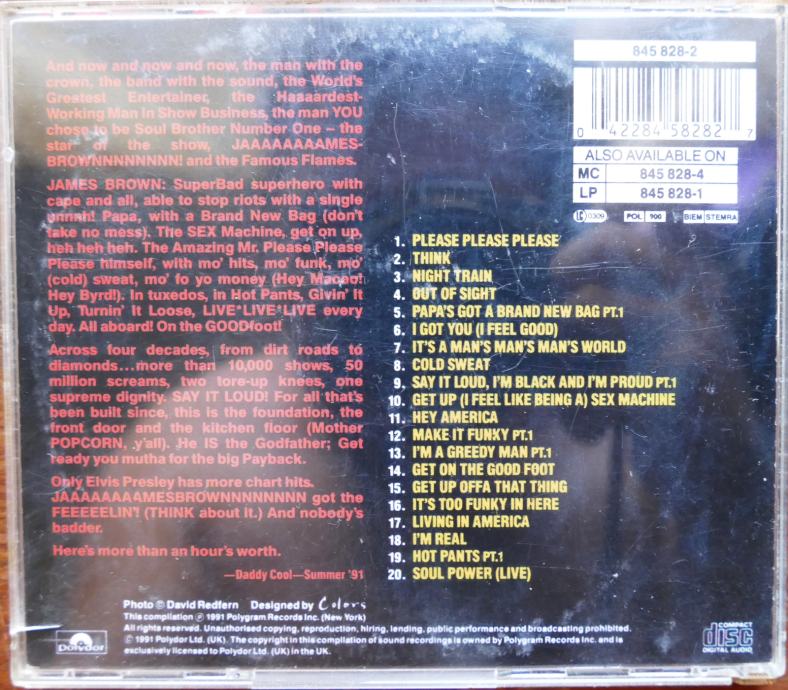 And now and now and now, the man with the
crown, the band with the sound, the World's
Greatest Entertainer, the Haaaardest-
Working Man in Show Business, the man YOU
chose to be Soul Brother Number One – the
star of the show, JAAAAAAAAMES-
BROWNNNNNNNN! and the Famous Flames.
JAMES BROWN: SuperBad superhero with
cape and all, able to stop riots with a single
unnnh! Papa, with a Brand New Bag (don't
take no mess). The SEX Machine, get on up,
heh heh heh. The Amazing Mr. Please Please
Please himself, with mo' hits, mo' funk, mo'
(cold) sweat, mo' fo yo money (Hey Maceo!
Hey Byrd!). In tuxedos, in Hot Pants, Givin' It
Up, Turnin' It Loose, LIVE*LIVE*LIVE every
day. All aboard! On the GOODfoot!
Across four decades, from dirt roads to
diamonds...more than 10,000 shows, 50
million screams, two tore-up knees, one
supreme dignity. SAY IT LOUD! For all that's
been built since, this is the foundation, the
front door and the kitchen floor (Mother
POPCORN, y'all). He IS the Godfather; Get
ready you mutha for the big Payback.
Only Elvis Presley has more chart hits.
JAAAAAAAAMESBROWNNNNNNNNN got the
FEEEEELIN'! (THINK about it.) And nobody's
badder.
Here's more than an hour's worth.
—Daddy Cool—Summer '91
845 828-2
0 42284 58282 7
ALSO AVAILABLE ON
MC 845 828-4
LP 845 828-1
LC 0309 POL 900 BIEM STEMRA
1. PLEASE PLEASE PLEASE
2. THINK
3. NIGHT TRAIN
4. OUT OF SIGHT
5. PAPA'S GOT A BRAND NEW BAG PT.1
6. I GOT YOU (I FEEL GOOD)
7. IT'S A MAN'S MAN'S MAN'S WORLD
8. COLD SWEAT
9. SAY IT LOUD, I'M BLACK AND I'M PROUD PT.1
10. GET UP (I FEEL LIKE BEING A) SEX MACHINE
11. HEY AMERICA
12. MAKE IT FUNKY PT.1
13. I'M A GREEDY MAN PT.1
14. GET ON THE GOOD FOOT
15. GET UP OFFA THAT THING
16. IT'S TOO FUNKY IN HERE
17. LIVING IN AMERICA
18. I'M REAL
19. HOT PANTS PT.1
20. SOUL POWER (LIVE)
Photo © David Redfern Designed by Colors
This compilation ℗ 1991 Polygram Records Inc. (New York)
All rights reserved. Unauthorised copying, reproduction, hiring, lending, public performance and broadcasting prohibited.
© 1991 Polydor Ltd. (UK). The copyright in this compilation of sound recordings is owned by Polygram Records Inc. and is
exclusively licensed to Polydor Ltd. (UK) in the UK.
Polydor
COMPACT
disc
DIGITAL AUDIO